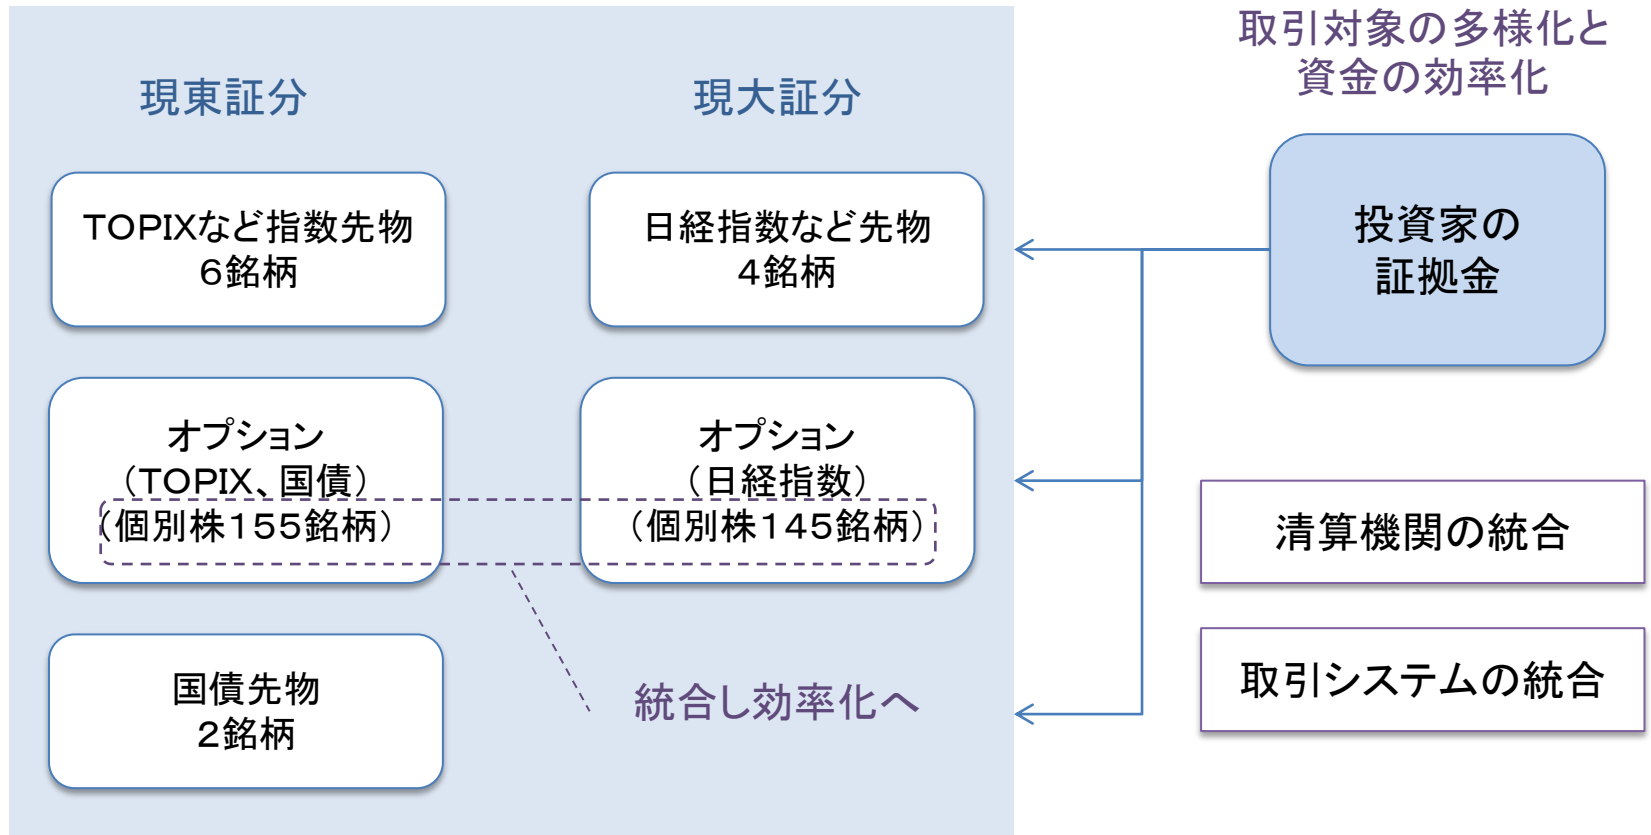 取引対象の多様化と
資金の効率化
現東証分
現大証分
TOPIXなど指数先物
6銘柄
日経指数など先物
4銘柄
投資家の
証拠金
オプション
（TOPIX、国債）
（個別株155銘柄）
オプション
（日経指数）
（個別株145銘柄）
清算機関の統合
国債先物
2銘柄
統合し効率化へ
取引システムの統合